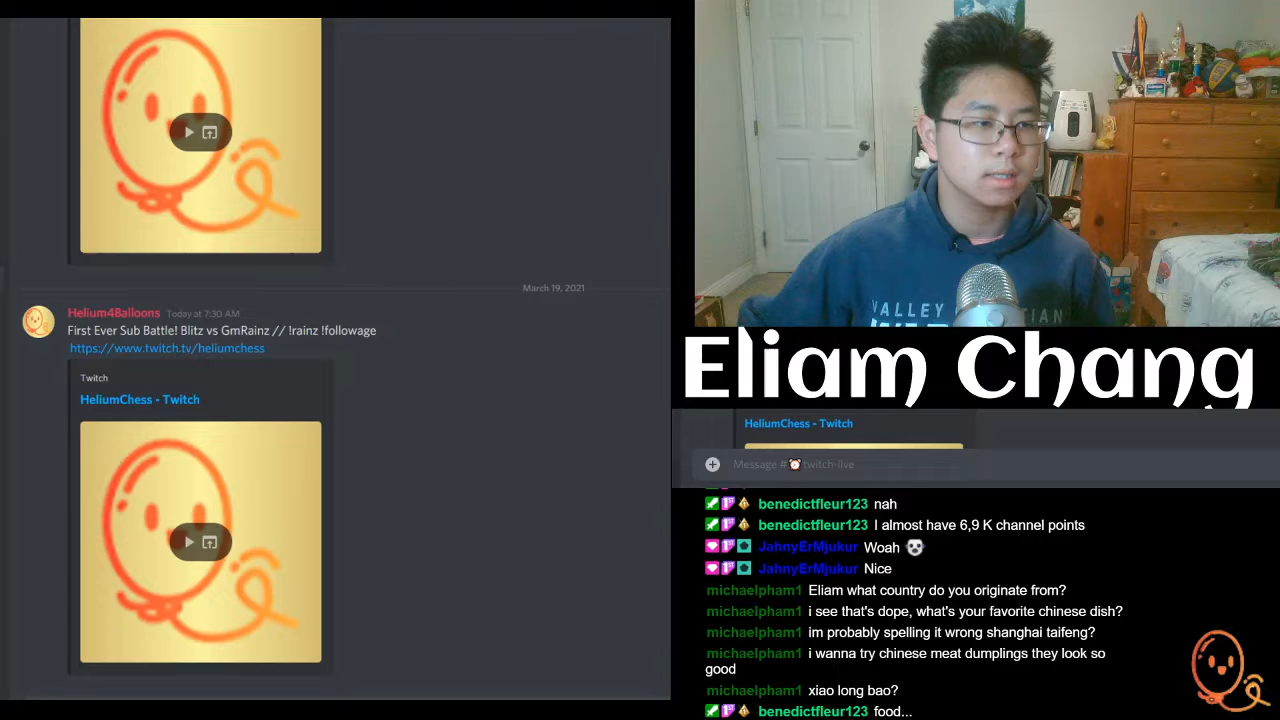 March 19, 2021
Helium48balloons Today at 7:30 AM
First Ever Sub Battle! Blitz vs GmRainz // !rainz !followage
https://www.twitch.tv/heliumchess
Twitch
HeliumChess - Twitch
VALLEY
Eliam Chang
HeliumChess - Twitch
Message #⏰twitch-live
benedictfleur123 nah
benedictfleur123 I almost have 6,9 K channel points
JahnyErMjukur Woah
JahnyErMjukur Nice
michaelpham1 Eliam what country do you originate from?
michaelpham1 i see that's dope, what's your favorite chinese dish?
michaelpham1 im probably spelling it wrong shanghai taifeng?
michaelpham1 i wanna try chinese meat dumplings they look so
good
michaelpham1 xiao long bao?
benedictfleur123 food...